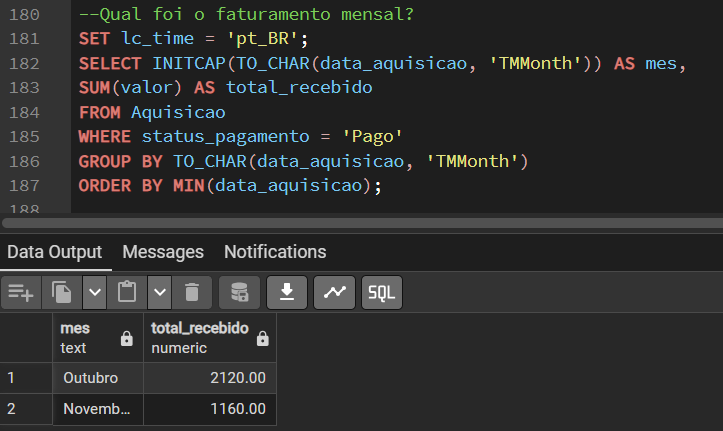 180 --Qual foi o faturamento mensal?
181 SET lc_time = 'pt_BR';
182 SELECT INITCAP(TO_CHAR(data_aquisicao, 'TMMonth')) AS mes,
183 SUM(valor) AS total_recebido
184 FROM Aquisicao
185 WHERE status_pagamento = 'Pago'
186 GROUP BY TO_CHAR(data_aquisicao, 'TMMonth')
187 ORDER BY MIN(data_aquisicao);
188
Data Output Messages Notifications
SQL
mes total_recebido
text numeric
1 Outubro 2120.00
2 Novemb... 1160.00